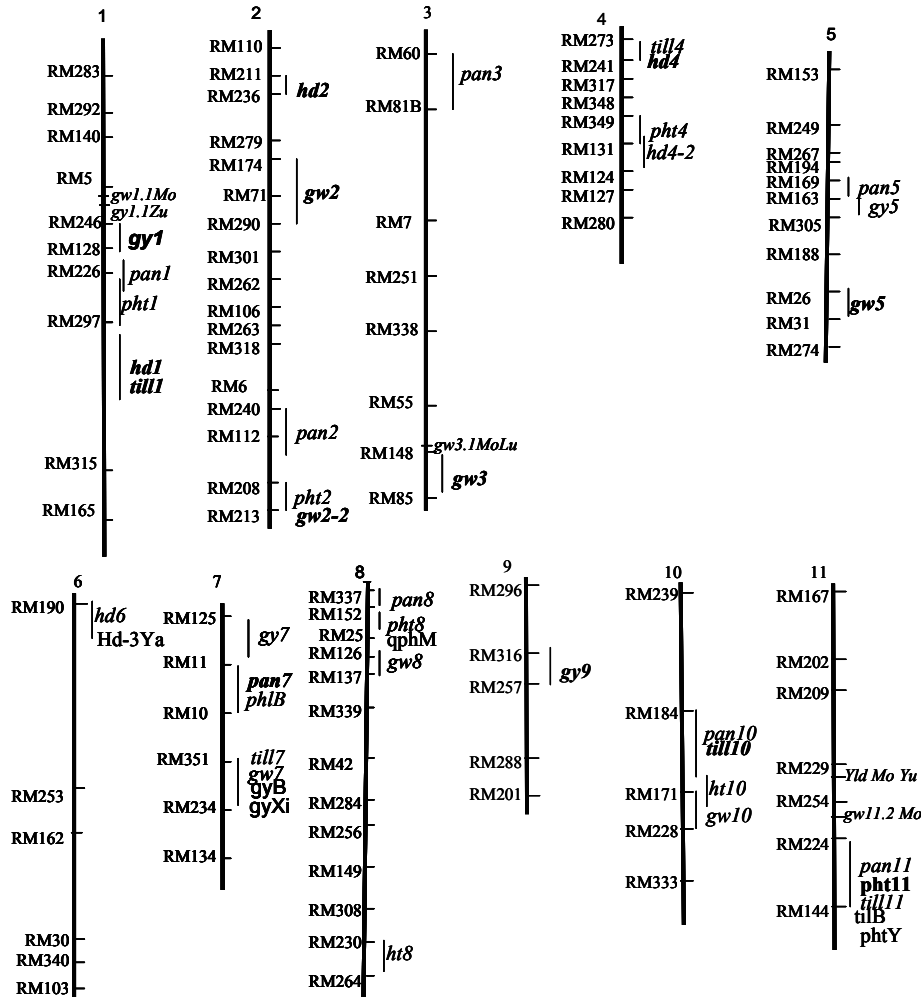 1
RM283
RM292
RM140
RM5
gw1.1Mo
gy1.1Zu
RM246
gy1
RM128
RM226
pan1
pht1
RM297
hd1
till1
RM315
RM165
2
RM110
RM211
hd2
RM236
RM279
RM174
gw2
RM71
RM290
RM301
RM262
RM106
RM263
RM318
RM6
RM240
pan2
RM112
RM208
pht2
RM213
gw2-2
3
RM60
pan3
RM81B
RM7
RM251
RM338
RM55
gw3.1MoLu
RM148
gw3
RM85
4
RM273
till4
RM241
hd4
RM317
RM348
RM349
pht4
RM131
hd4-2
RM124
RM127
RM280
5
RM153
RM249
RM267
RM194
RM169
pan5
RM163
gy5
RM305
RM188
RM26
gw5
RM31
RM274
6
RM190
hd6
Hd-3Ya
RM253
RM162
RM30
RM340
RM103
7
RM125
gy7
RM11
pan7
phlB
RM10
RM351
till7
gw7
gyB
RM234
gyXi
RM134
8
RM337
pan8
RM152
pht8
RM25
qphM
RM126
gw8
RM137
RM339
RM42
RM284
RM256
RM149
RM308
RM230
ht8
RM264
9
RM296
RM316
gy9
RM257
RM288
RM201
10
RM239
RM184
pan10
till10
RM171
ht10
gw10
RM228
RM333
11
RM167
RM202
RM209
RM229
Yld Mo Yu
RM254
gw11.2 Mo
RM224
pan11
pht11
till11
RM144
tilB
phtY